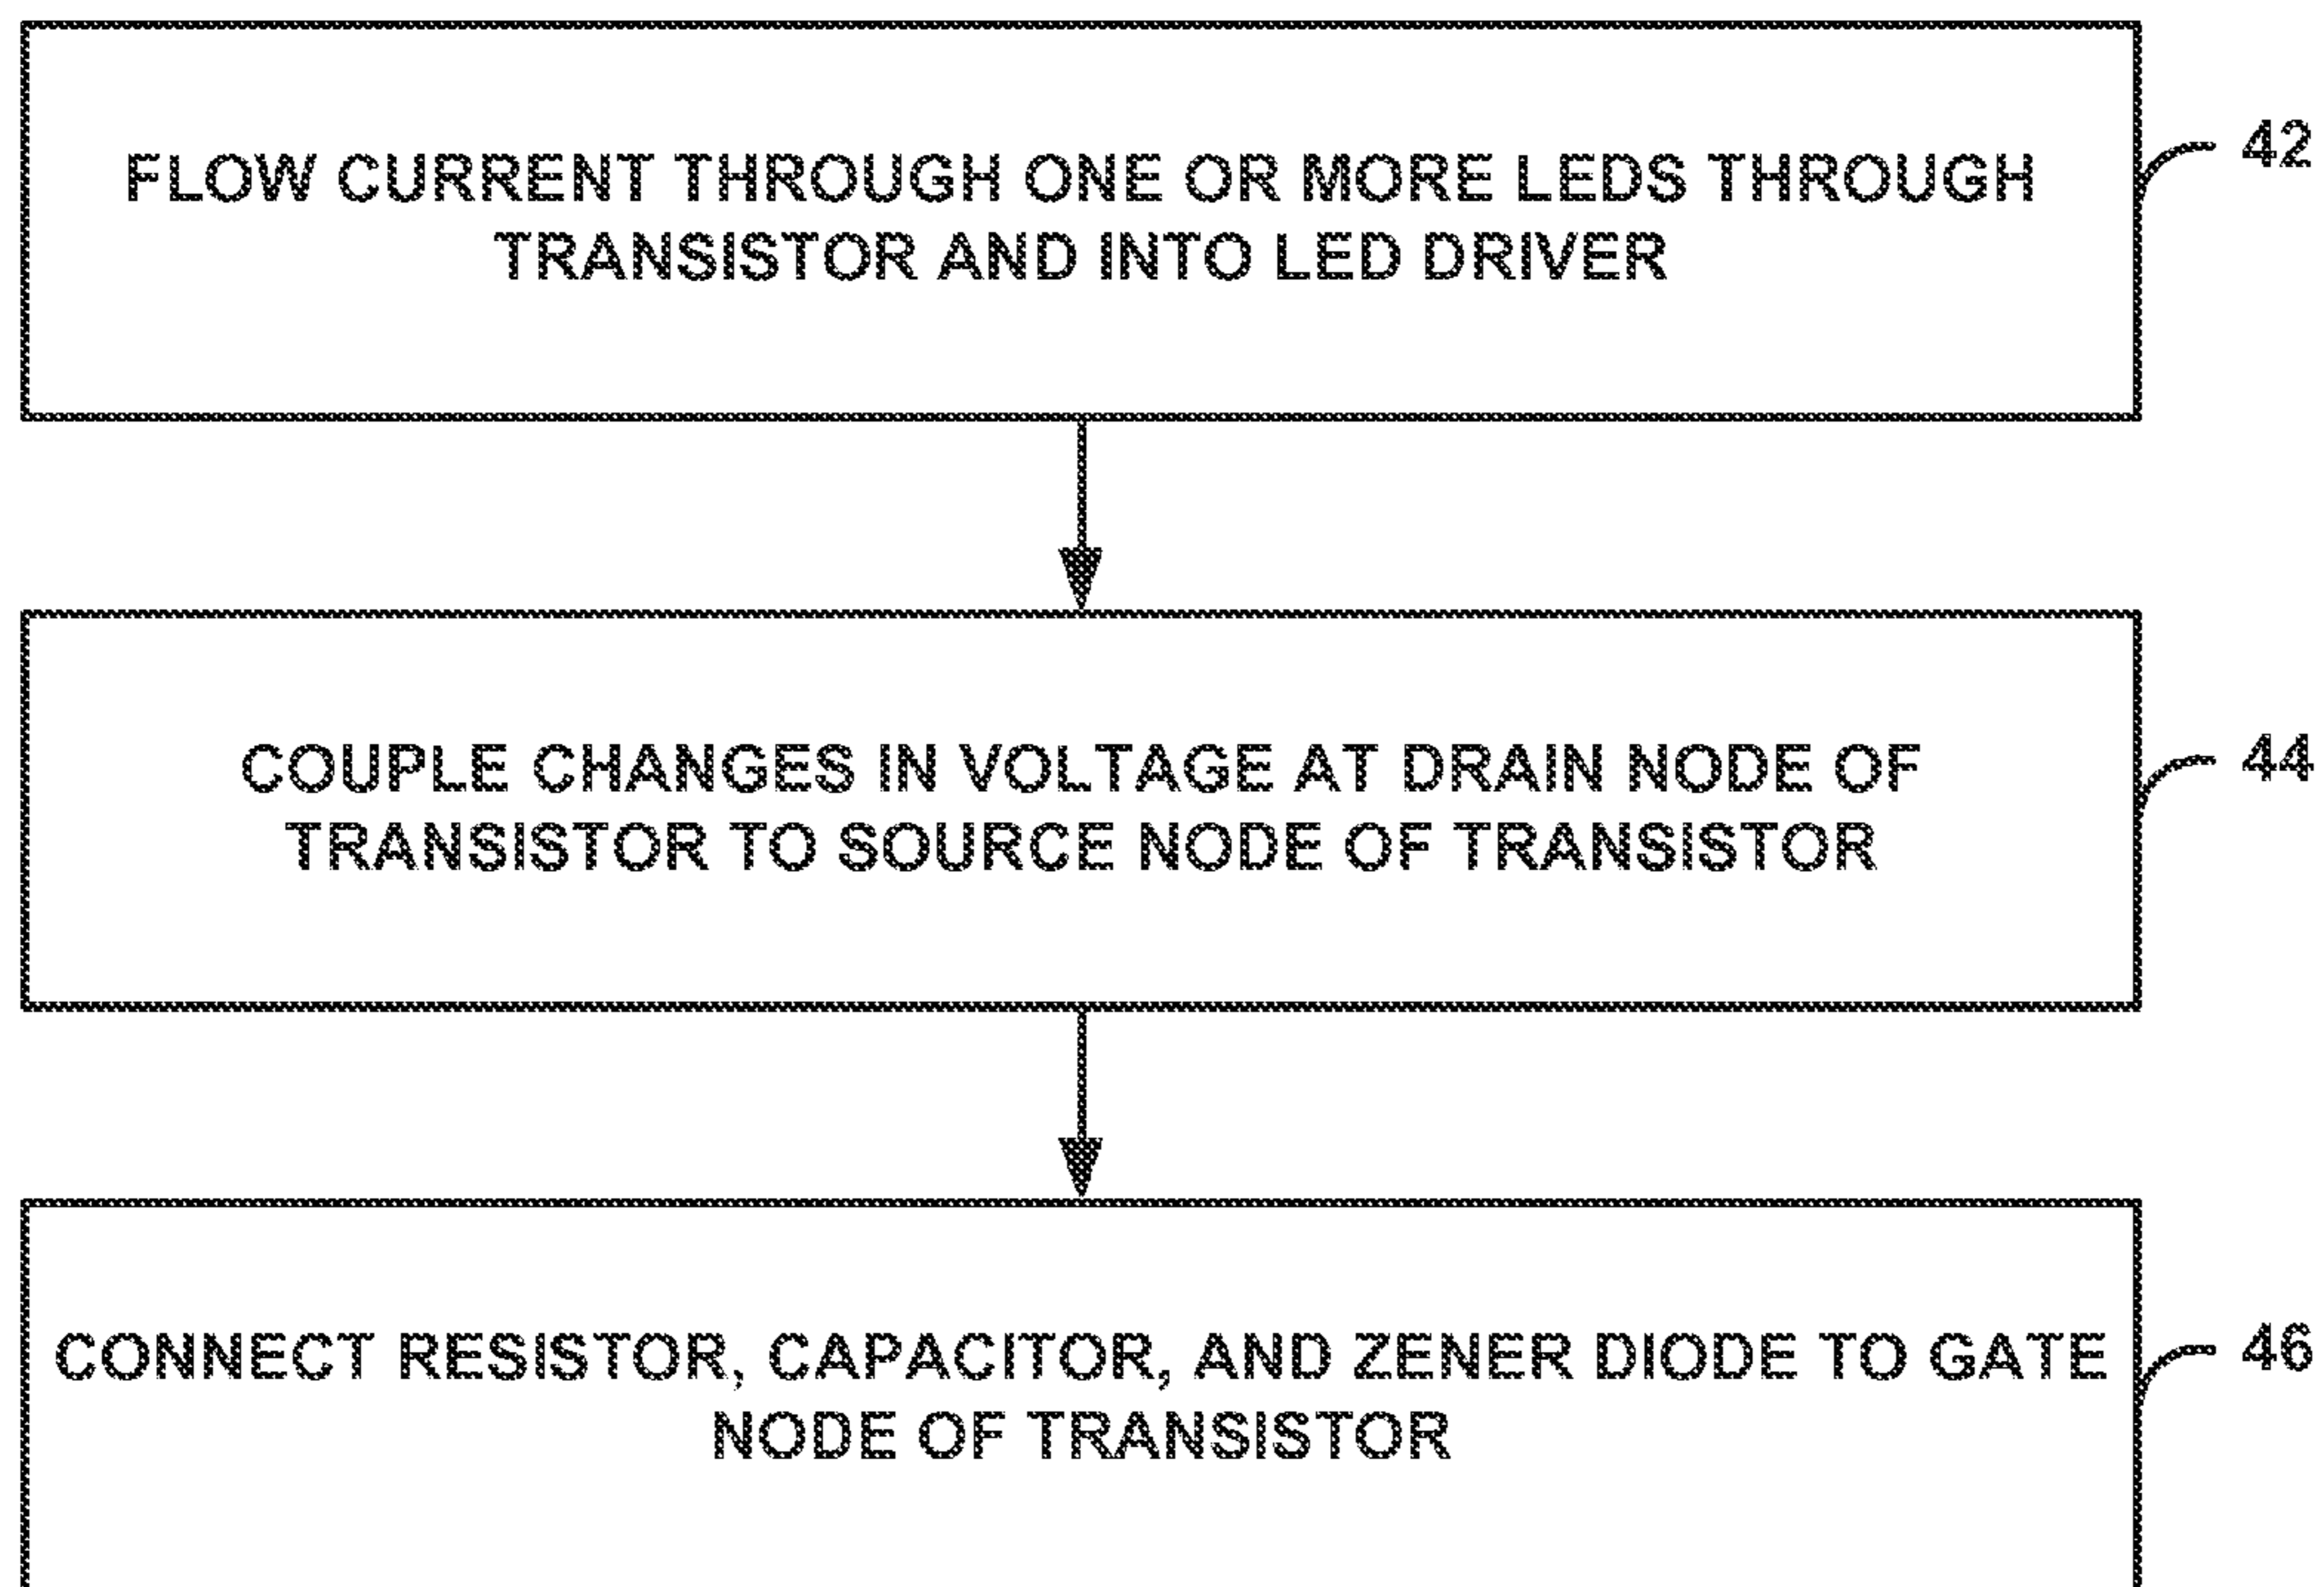 FLOW CURRENT THROUGH ONE OR MORE LEDS THROUGH
TRANSISTOR AND INTO LED DRIVER
42
COUPLE CHANGES IN VOLTAGE AT DRAIN NODE OF
TRANSISTOR TO SOURCE NODE OF TRANSISTOR
44
CONNECT RESISTOR, CAPACITOR, AND ZENER DIODE TO GATE
NODE OF TRANSISTOR
46